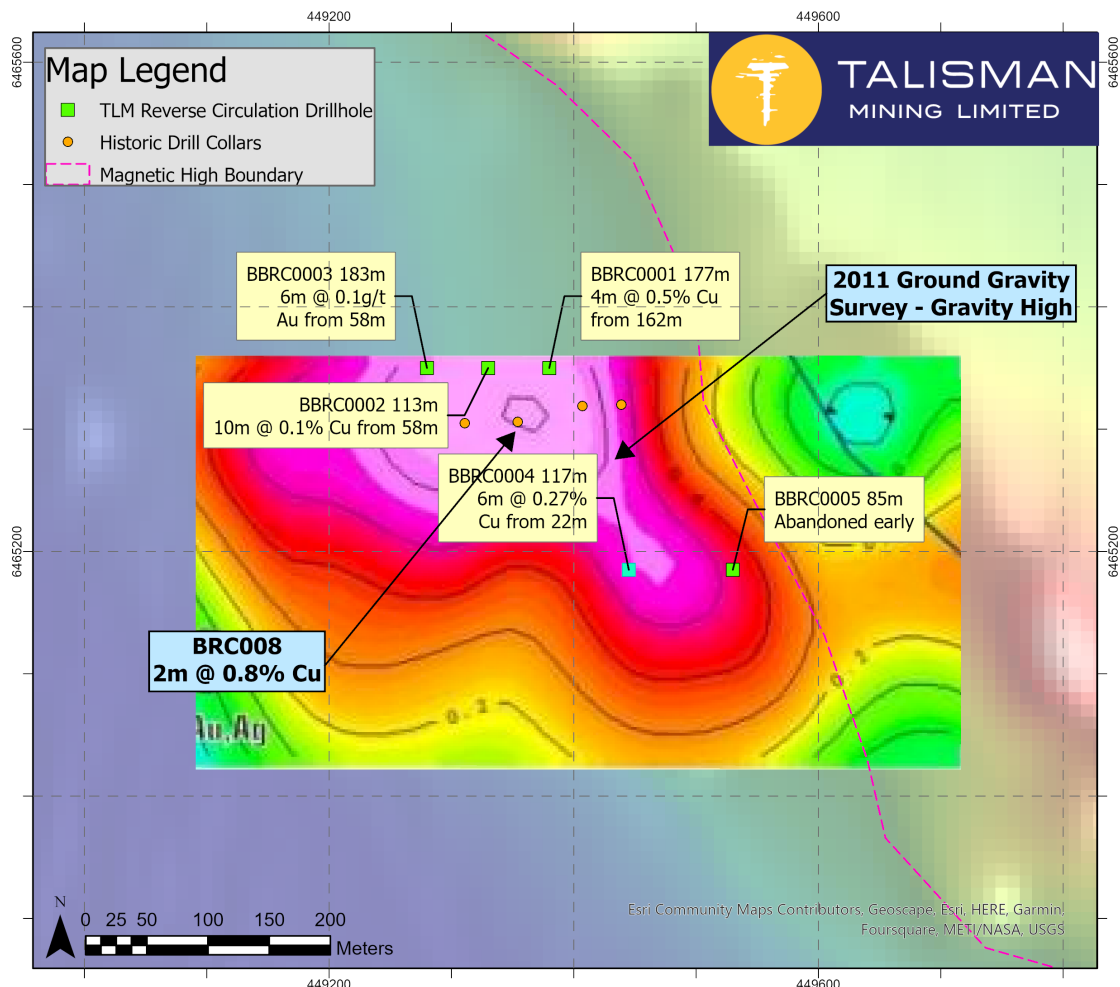 449200
449600
6465600
6465600
Map Legend
TLM Reverse Circulation Drillhole
Historic Drill Collars
Magnetic High Boundary
TALISMAN
MINING LIMITED
BBRC0003 183m
6m @ 0.1g/t
Au from 58m
BBRC0001 177m
4m @ 0.5% Cu
from 162m
2011 Ground Gravity
Survey - Gravity High
BBRC0002 113m
10m @ 0.1% Cu from 58m
BBRC0004 117m
6m @ 0.27%
Cu from 22m
BBRC0005 85m
Abandoned early
6465200
6465200
BRC008
2m @ 0.8% Cu
Au,Ag
N
0 25 50 100 150 200
Meters
Esri Community Maps Contributors, Geoscape, Esri, HERE, Garmin,
Foursquare, METI/NASA, USGS
449200
449600